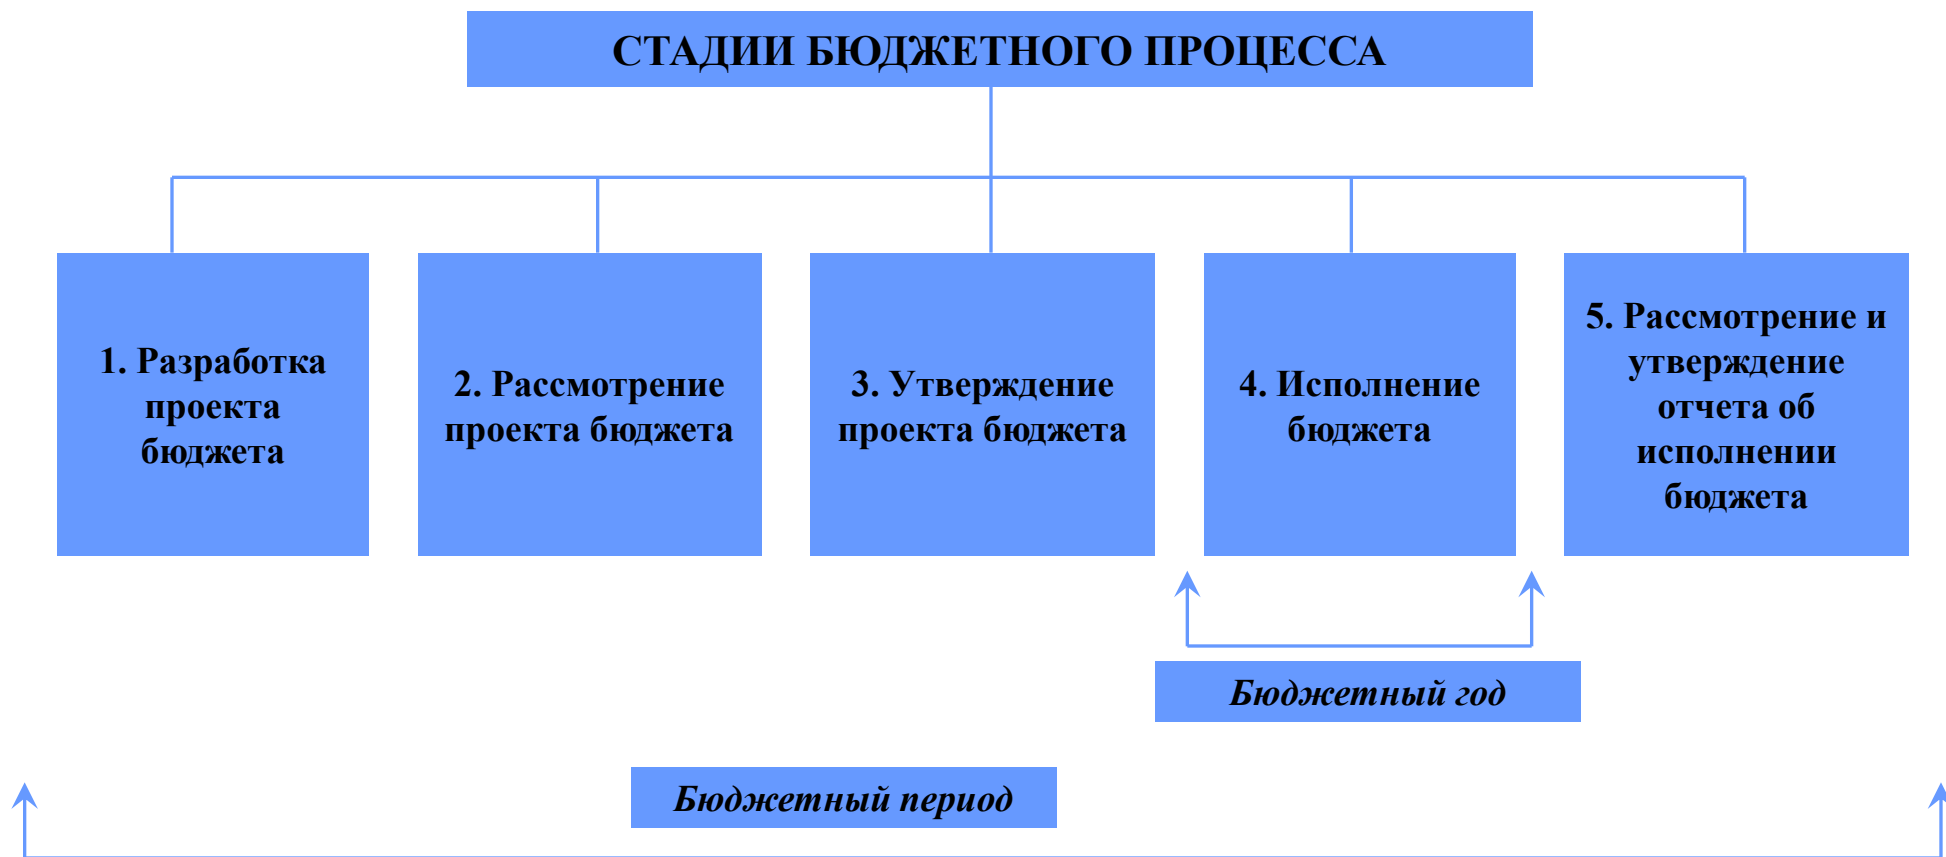 СТАДИИ БЮДЖЕТНОГО ПРОЦЕССА
1. Разработка
проекта
бюджета
2. Рассмотрение
проекта бюджета
3. Утверждение
проекта бюджета
4. Исполнение
бюджета
5. Рассмотрение и
утверждение
отчета об
исполнении
бюджета
Бюджетный год
Бюджетный период